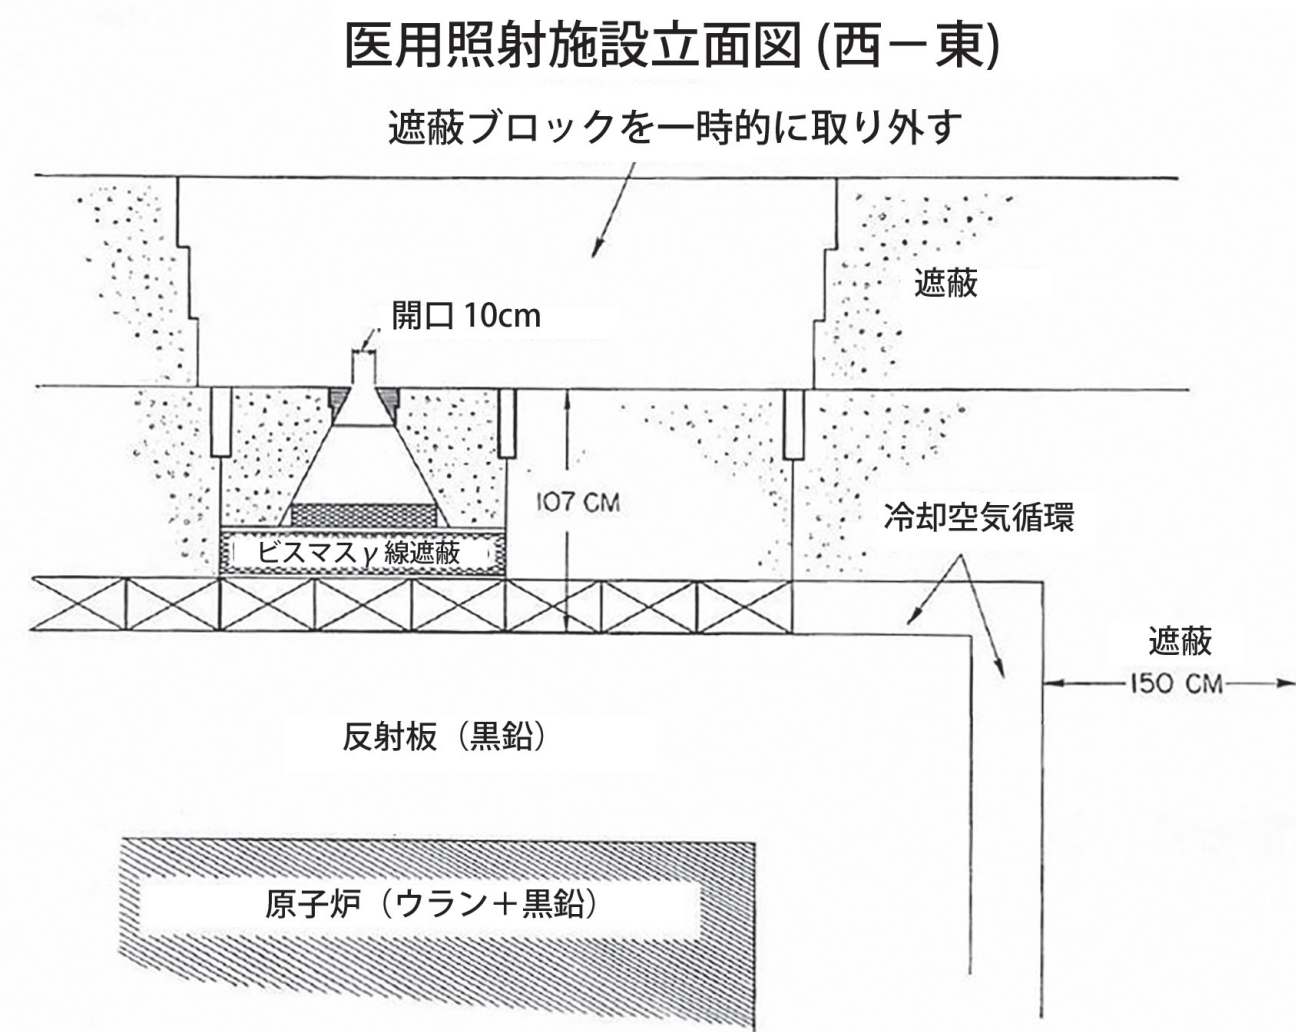 医用照射施設立面図 (西－東)
遮蔽ブロックを一時的に取り外す
遮蔽
開口 10cm
107 CM
冷却空気循環
ビスマスγ線遮蔽
遮蔽
150 CM
反射板（黒鉛）
原子炉（ウラン＋黒鉛）